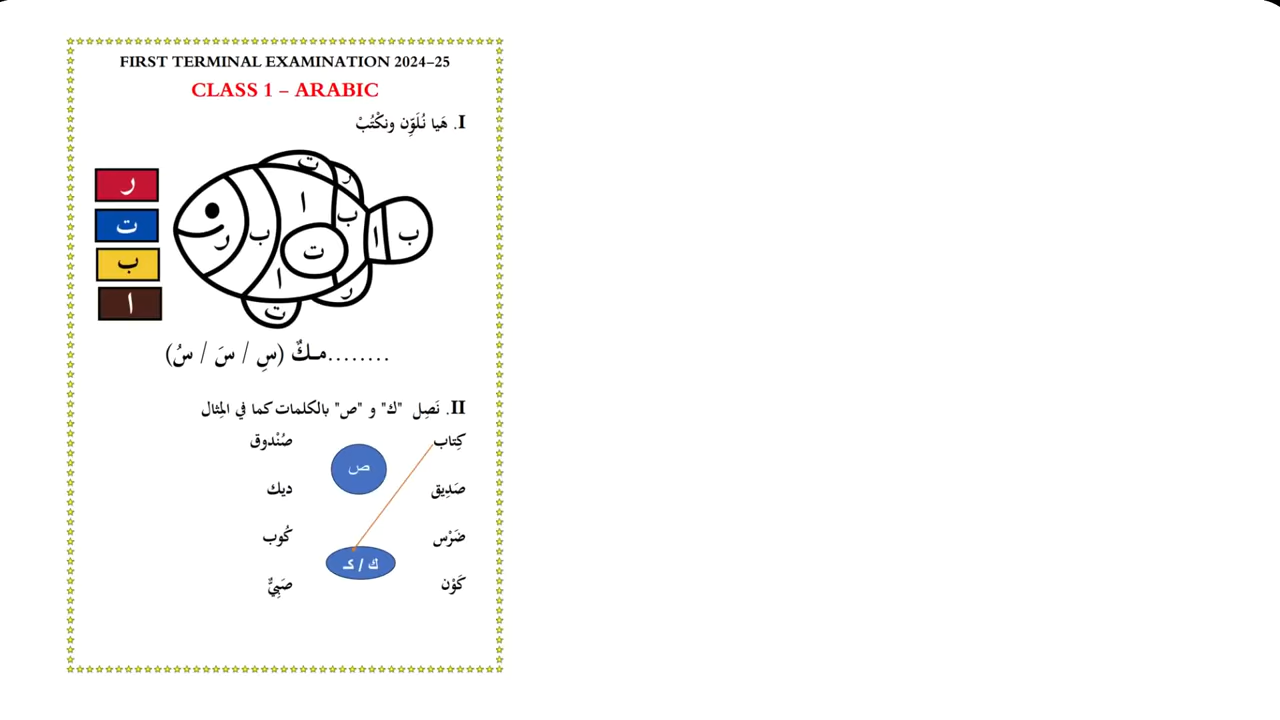 FIRST TERMINAL EXAMINATION 2024–25
CLASS 1 – ARABIC
I. هَيا نُلَوِّن ونكْتُبْ
ر
ت
ب
ا
ت
ر
ا
ب
ب
ا
ت
ب
ر
ا
ر
ت
........مـكٌ (سِ / سَ / سُ)
II. نَصِل "ك" و "ص" بالكلمات كما في المِثال
كِتاب
صُنْدوق
ص
صَدِيق
ديك
ضَرْس
كُوب
ك / كـ
كَوْن
صَبِيٌّ